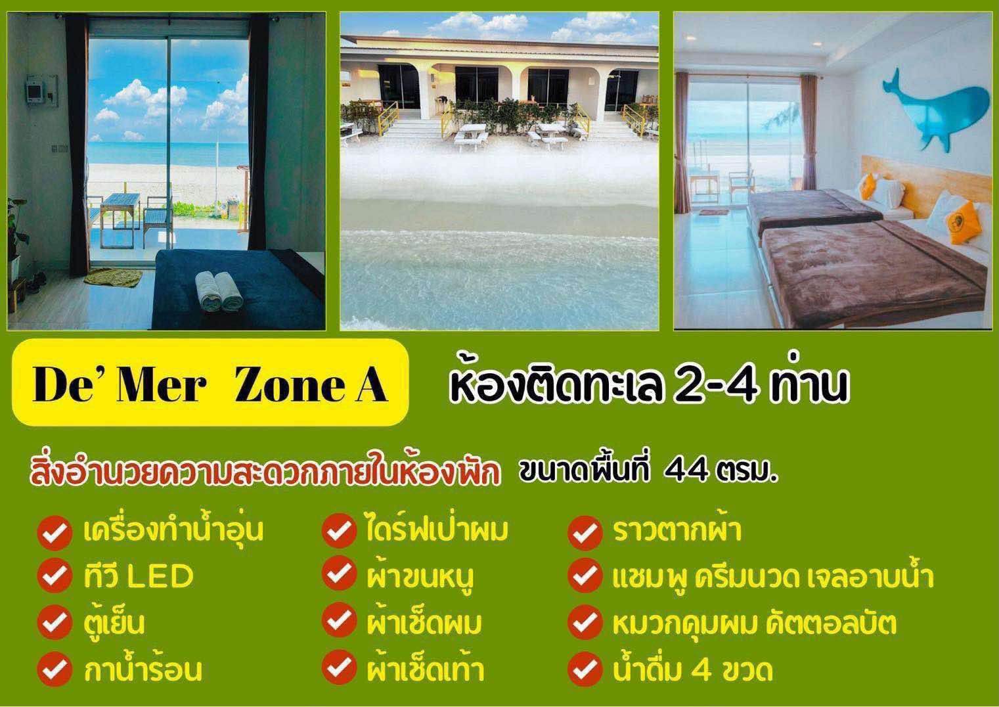 De' Mer Zone A
ห้องติดทะเล 2-4 ท่าน
สิ่งอำนวยความสะดวกภายในห้องพัก ขนาดพื้นที่ 44 ตรม.
เครื่องทำน้ำอุ่น
ทีวี LED
ตู้เย็น
กาน้ำร้อน
ไดร์ฟเป่าผม
ผ้าขนหนู
ผ้าเช็ดผม
ผ้าเช็ดเท้า
ราวตากผ้า
แชมพู ครีมนวด เจลอาบน้ำ
หมวกคุมผม คัตตอลบัต
น้ำดื่ม 4 ขวด